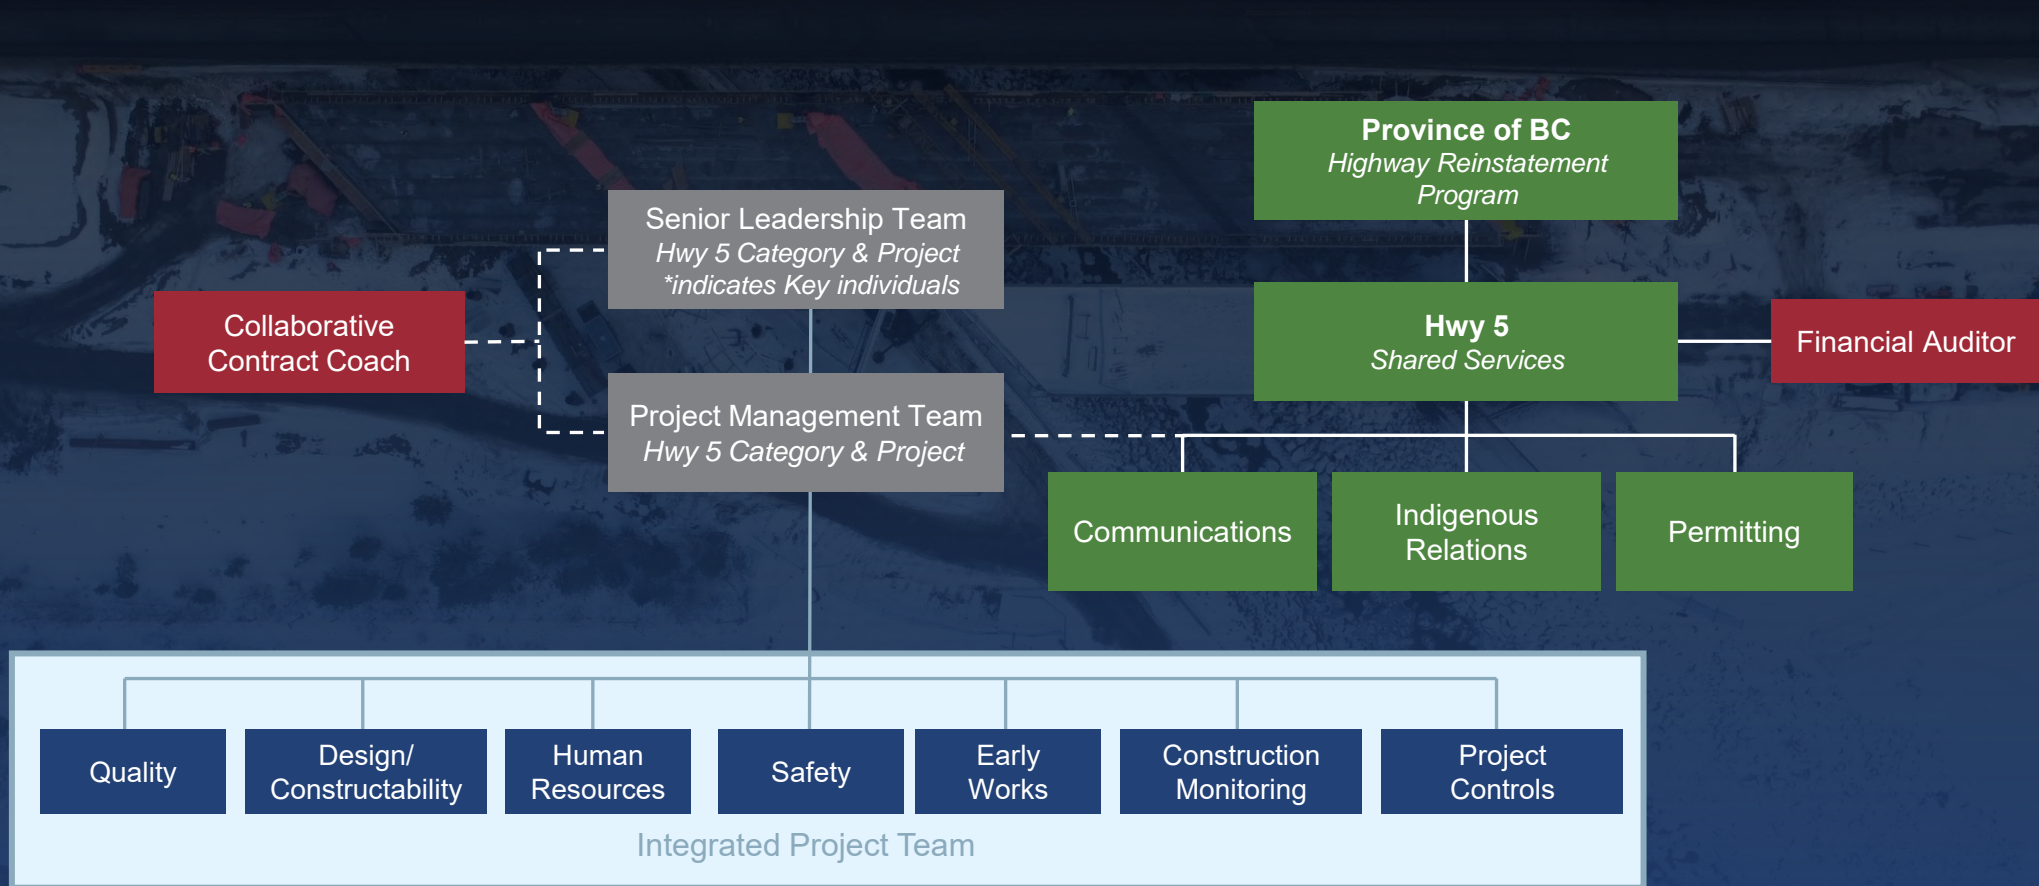 Province of BC
Highway Reinstatement
Program
Senior Leadership Team
Hwy 5 Category & Project
*indicates Key individuals
Collaborative
Contract Coach
Hwy 5
Shared Services
Financial Auditor
Project Management Team
Hwy 5 Category & Project
Communications
Indigenous
Relations
Permitting
Quality
Design/
Constructability
Human
Resources
Safety
Early
Works
Construction
Monitoring
Project
Controls
Integrated Project Team